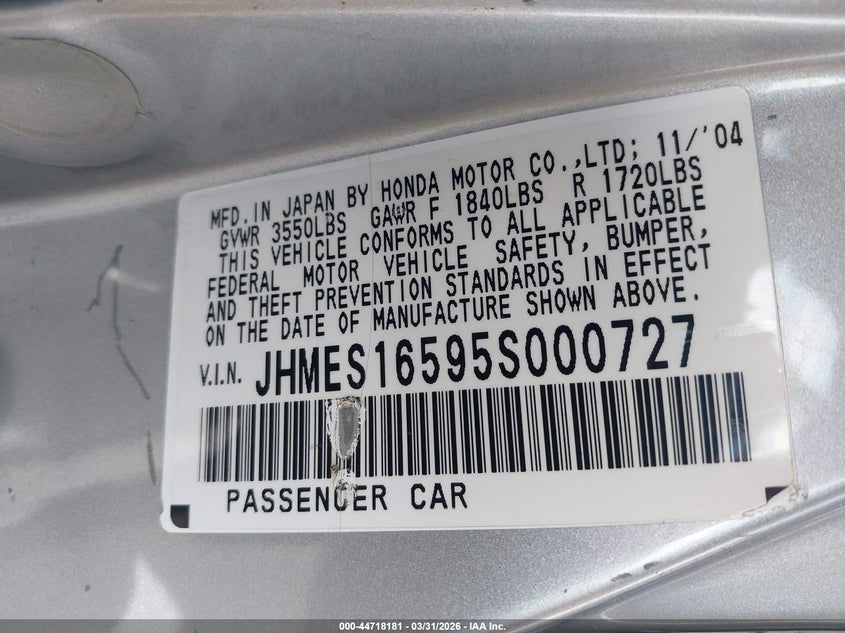 MFD.IN JAPAN BY HONDA MOTOR CO.,LTD; 11/'04
GVWR 3550LBS GAWR F 1840LBS R 1720LBS
THIS VEHICLE CONFORMS TO ALL APPLICABLE
FEDERAL MOTOR VEHICLE SAFETY, BUMPER,
AND THEFT PREVENTION STANDARDS IN EFFECT
ON THE DATE OF MANUFACTURE SHOWN ABOVE.
V.I.N. JHMES16595S000727
PASSENGER CAR
000-44718181 - 03/31/2026 - IAA Inc.